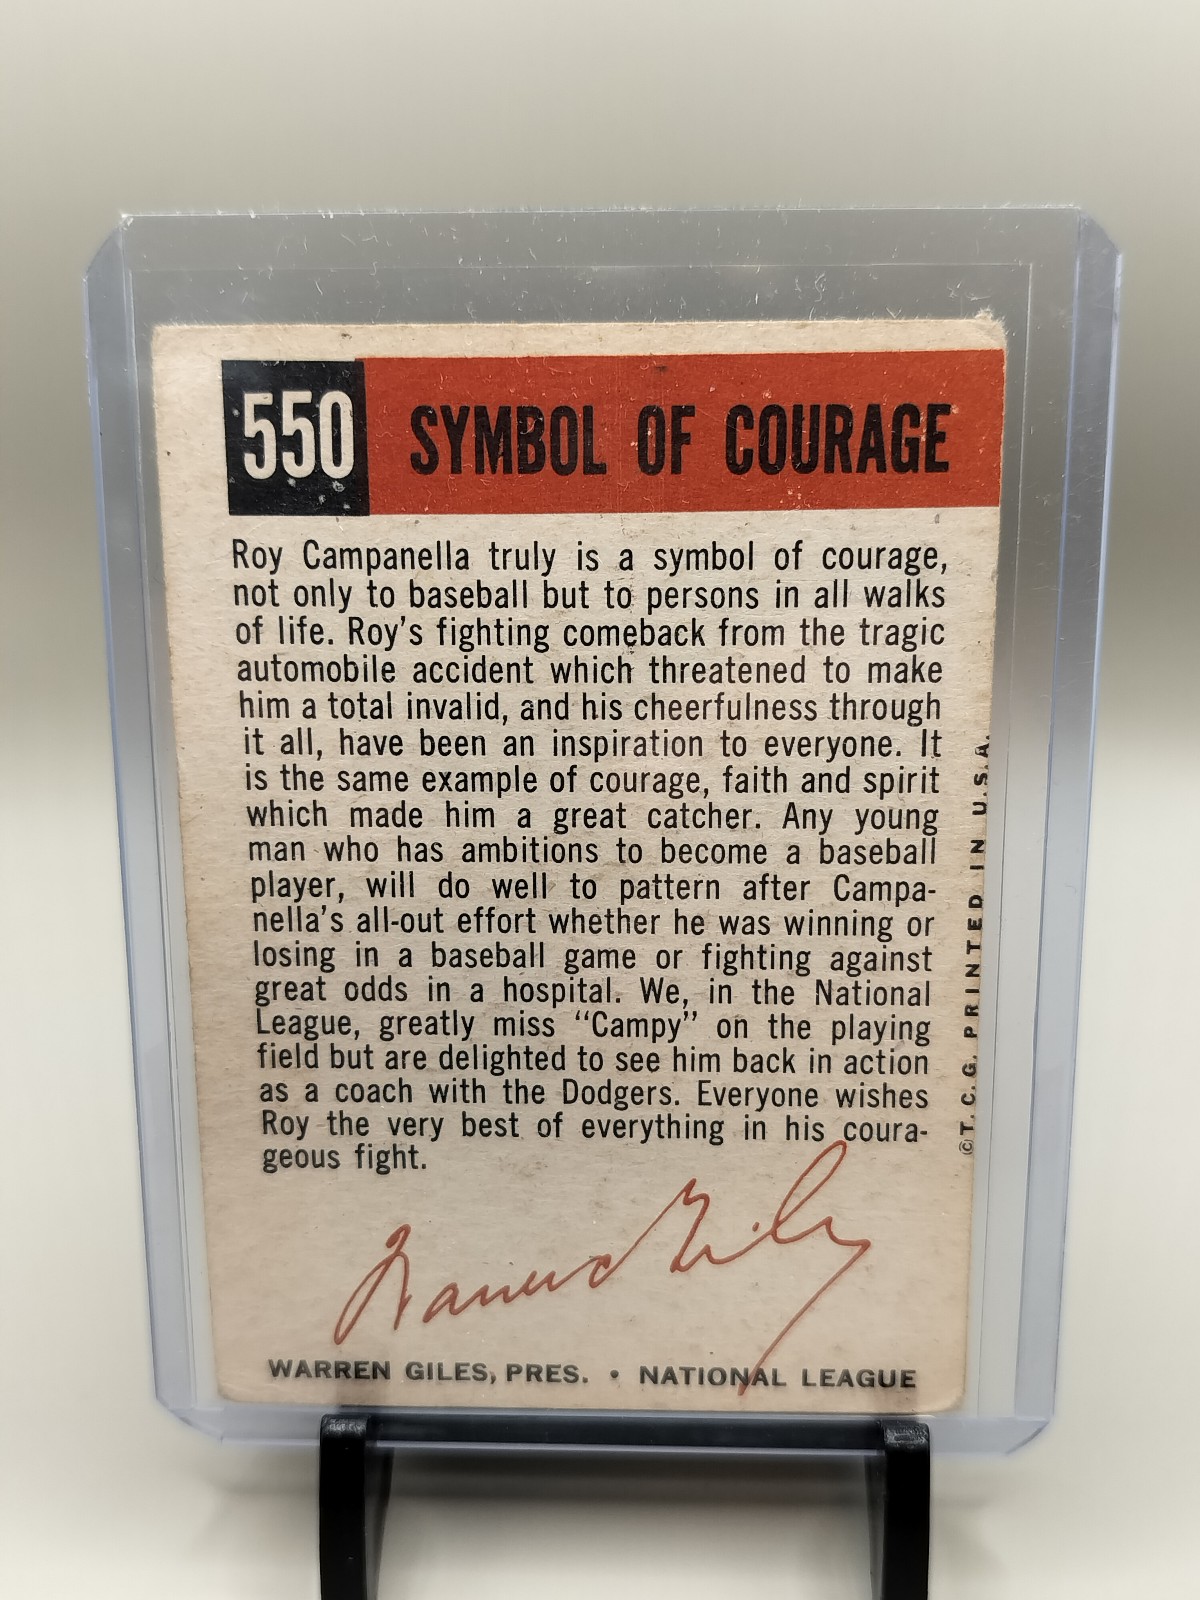 550 SYMBOL OF COURAGE
Roy Campanella truly is a symbol of courage,
not only to baseball but to persons in all walks
of life. Roy's fighting comeback from the tragic
automobile accident which threatened to make
him a total invalid, and his cheerfulness through
it all, have been an inspiration to everyone. It
is the same example of courage, faith and spirit
which made him a great catcher. Any young
man who has ambitions to become a baseball
player, will do well to pattern after Campa-
nella's all-out effort whether he was winning or
losing in a baseball game or fighting against
great odds in a hospital. We, in the National
League, greatly miss “Campy” on the playing
field but are delighted to see him back in action
as a coach with the Dodgers. Everyone wishes
Roy the very best of everything in his coura-
geous fight.
Warren Giles
WARREN GILES, PRES. • NATIONAL LEAGUE
©T. C. G. PRINTED IN U.S.A.